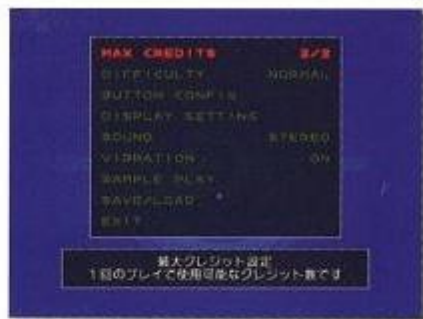 MAX CREDITS 2/2
DIFFICULTY NORMAL
BUTTON CONFIG
DISPLAY SETTING
SOUND STEREO
VIBRATION ON
SAMPLE PLAY
SAVE/LOAD
EXIT
最大クレジット設定
1回のプレイで使用可能なクレジット数です